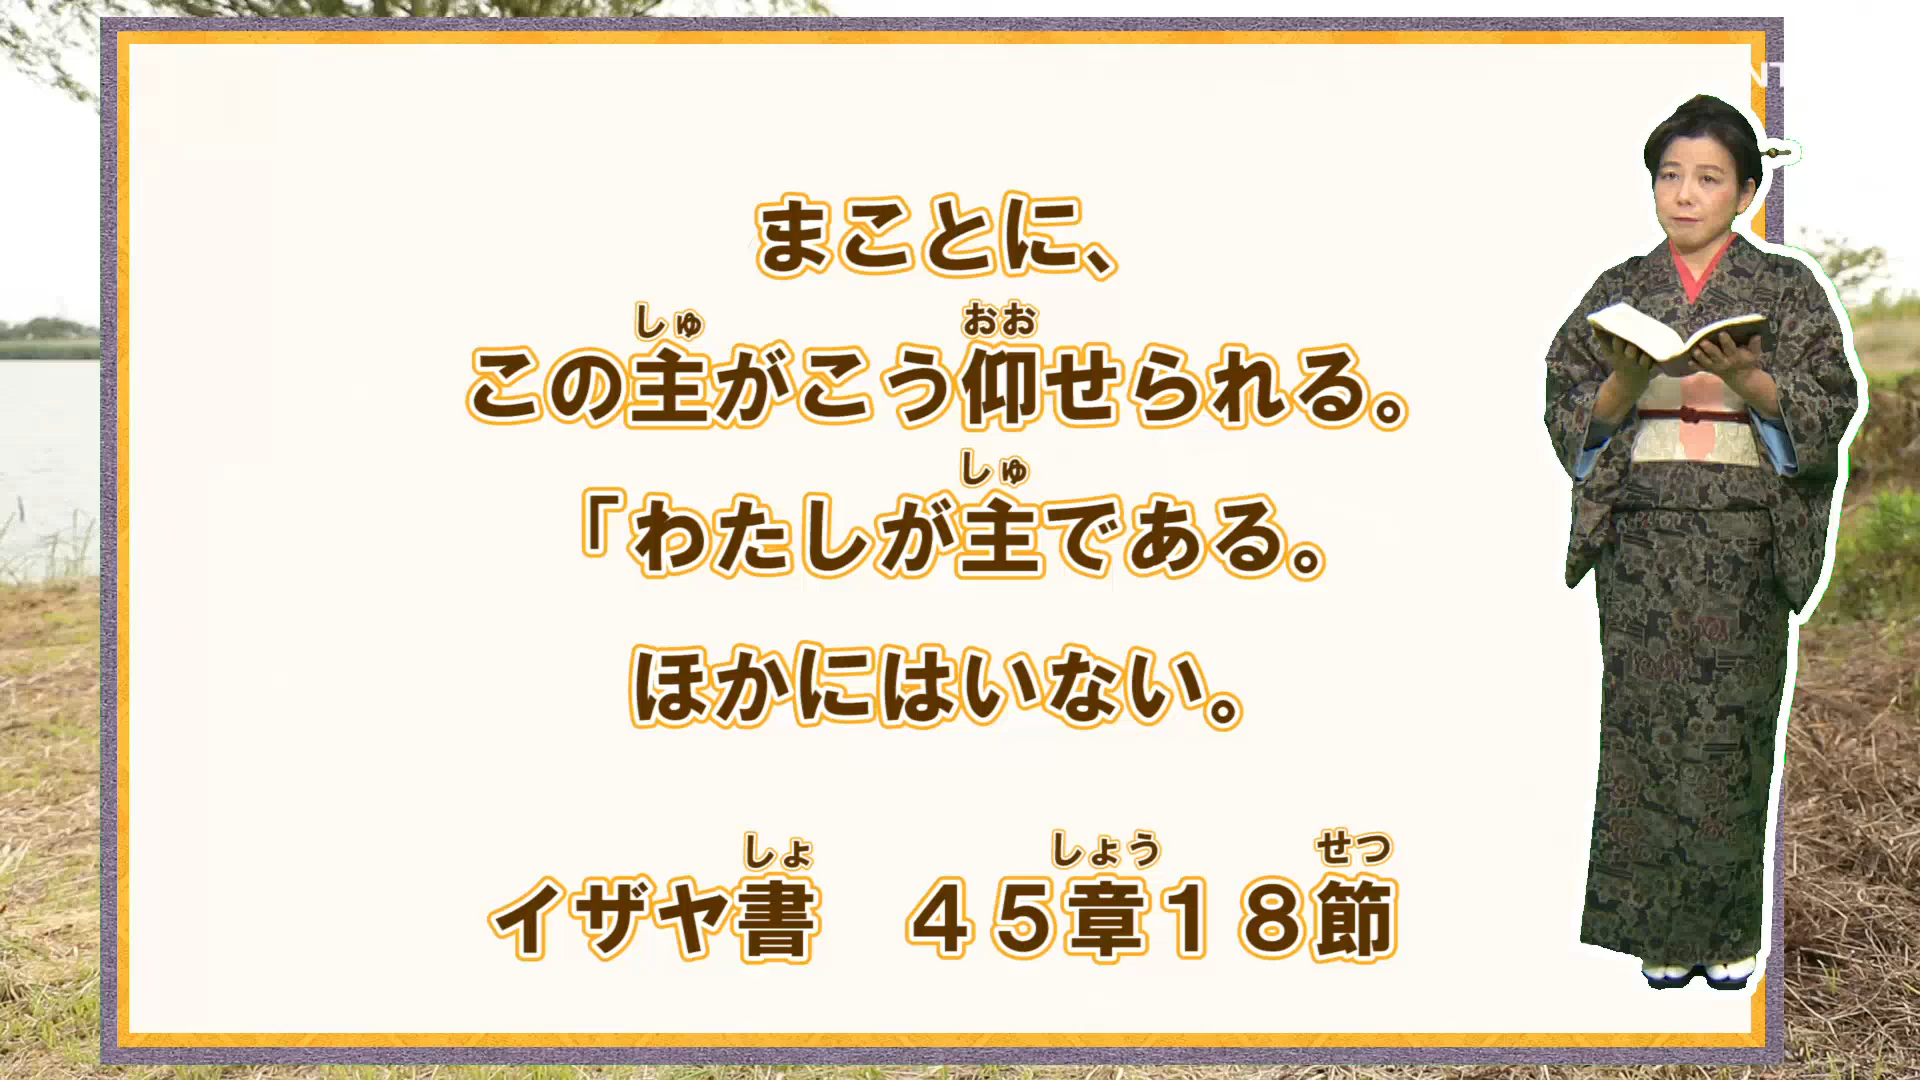 まことに、
この主がこう仰せられる。
「わたしが主である。
ほかにはいない。
イザヤ書　４５章１８節